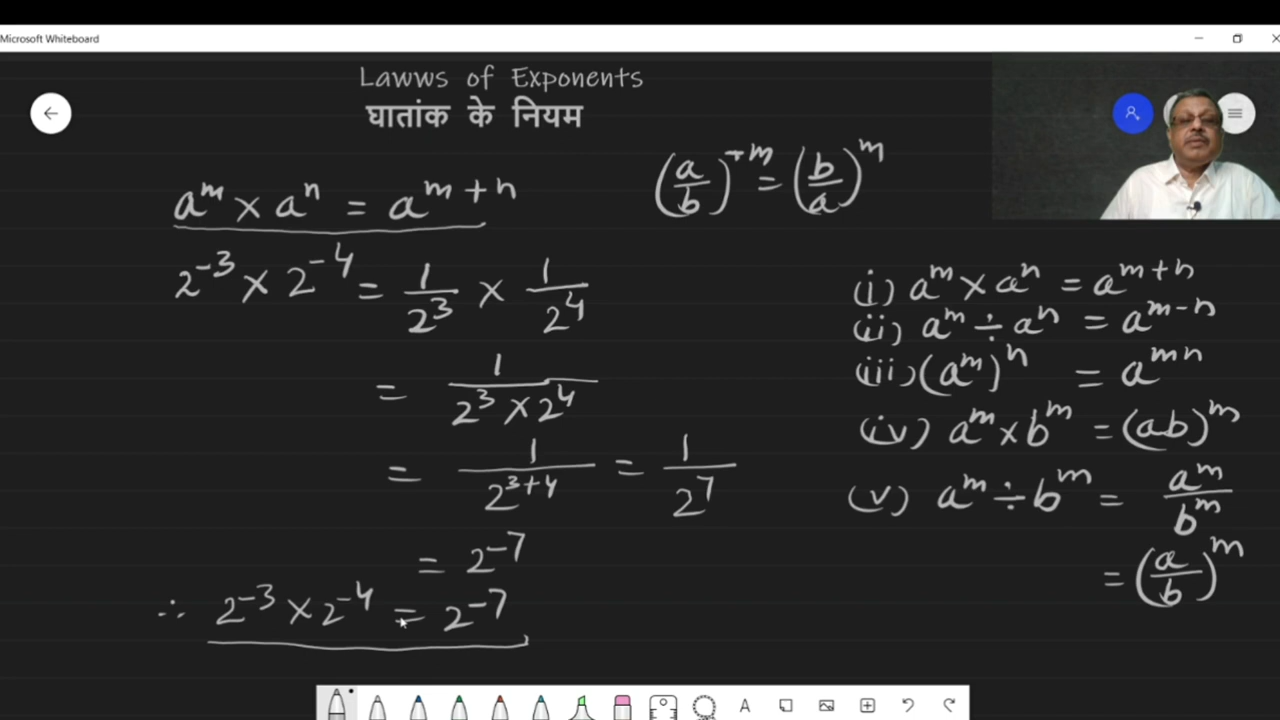 Microsoft Whiteboard
Lawws of Exponents
घातांक के नियम
a^m × a^n = a^{m+n}
(a/b)^{+m} = (b/a)^m
2^{-3} × 2^{-4} = 1/2^3 × 1/2^4
= 1/(2^3 × 2^4)
= 1/2^{3+4} = 1/2^7
= 2^{-7}
∴ 2^{-3} × 2^{-4} = 2^{-7}
(i) a^m × a^n = a^{m+n}
(ii) a^m ÷ a^n = a^{m-n}
(iii) (a^m)^n = a^{mn}
(iv) a^m × b^m = (ab)^m
(v) a^m ÷ b^m = a^m/b^m
= (a/b)^m
A